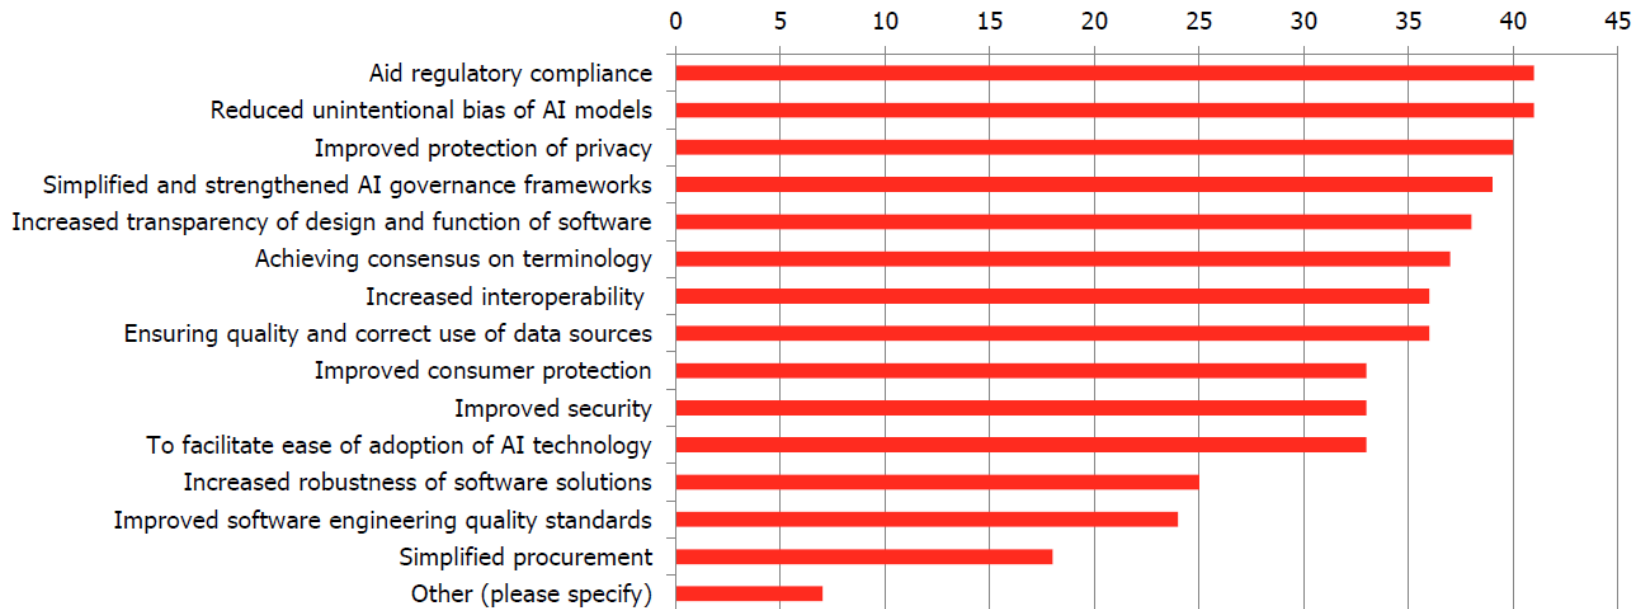 0 5 10 15 20 25 30 35 40 45
Aid regulatory compliance
Reduced unintentional bias of AI models
Improved protection of privacy
Simplified and strengthened AI governance frameworks
Increased transparency of design and function of software
Achieving consensus on terminology
Increased interoperability
Ensuring quality and correct use of data sources
Improved consumer protection
Improved security
To facilitate ease of adoption of AI technology
Increased robustness of software solutions
Improved software engineering quality standards
Simplified procurement
Other (please specify)